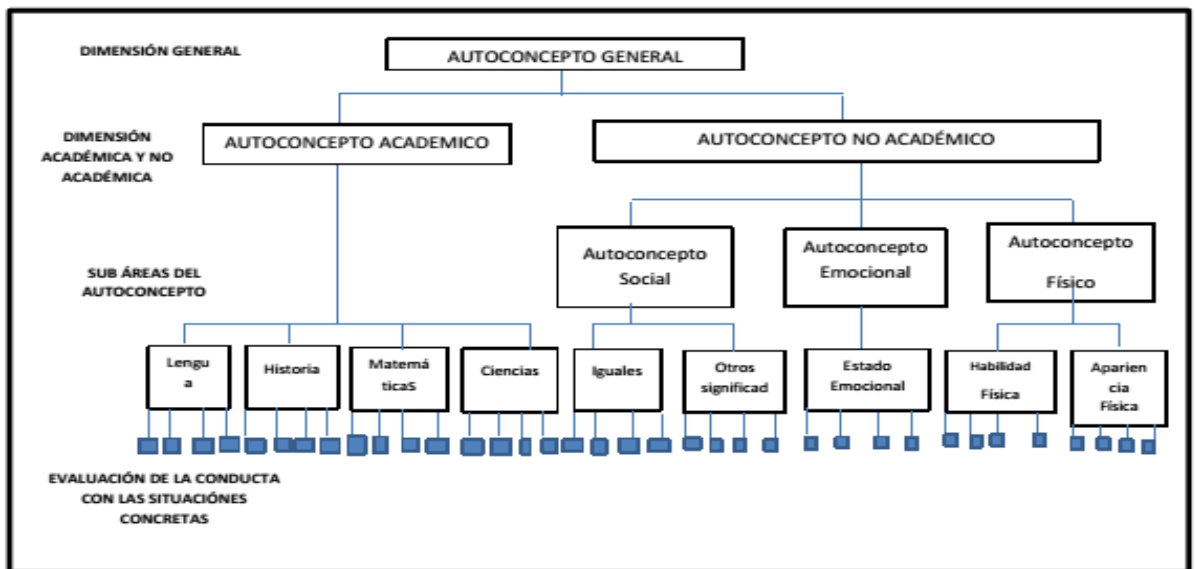 DIMENSIÓN GENERAL
AUTOCONCEPTO GENERAL
DIMENSIÓN
ACADÉMICA Y NO
ACADÉMICA
AUTOCONCEPTO ACADEMICO
AUTOCONCEPTO NO ACADÉMICO
SUB ÁREAS DEL
AUTOCONCEPTO
Autoconcepto
Social
Autoconcepto
Emocional
Autoconcepto
Físico
Lengu
a
Historia
Matemá
ticaS
Ciencias
Iguales
Otros
significad
Estado
Emocional
Habilidad
Física
Aparien
cia
Física
EVALUACIÓN DE LA CONDUCTA
CON LAS SITUACIÓNES
CONCRETAS